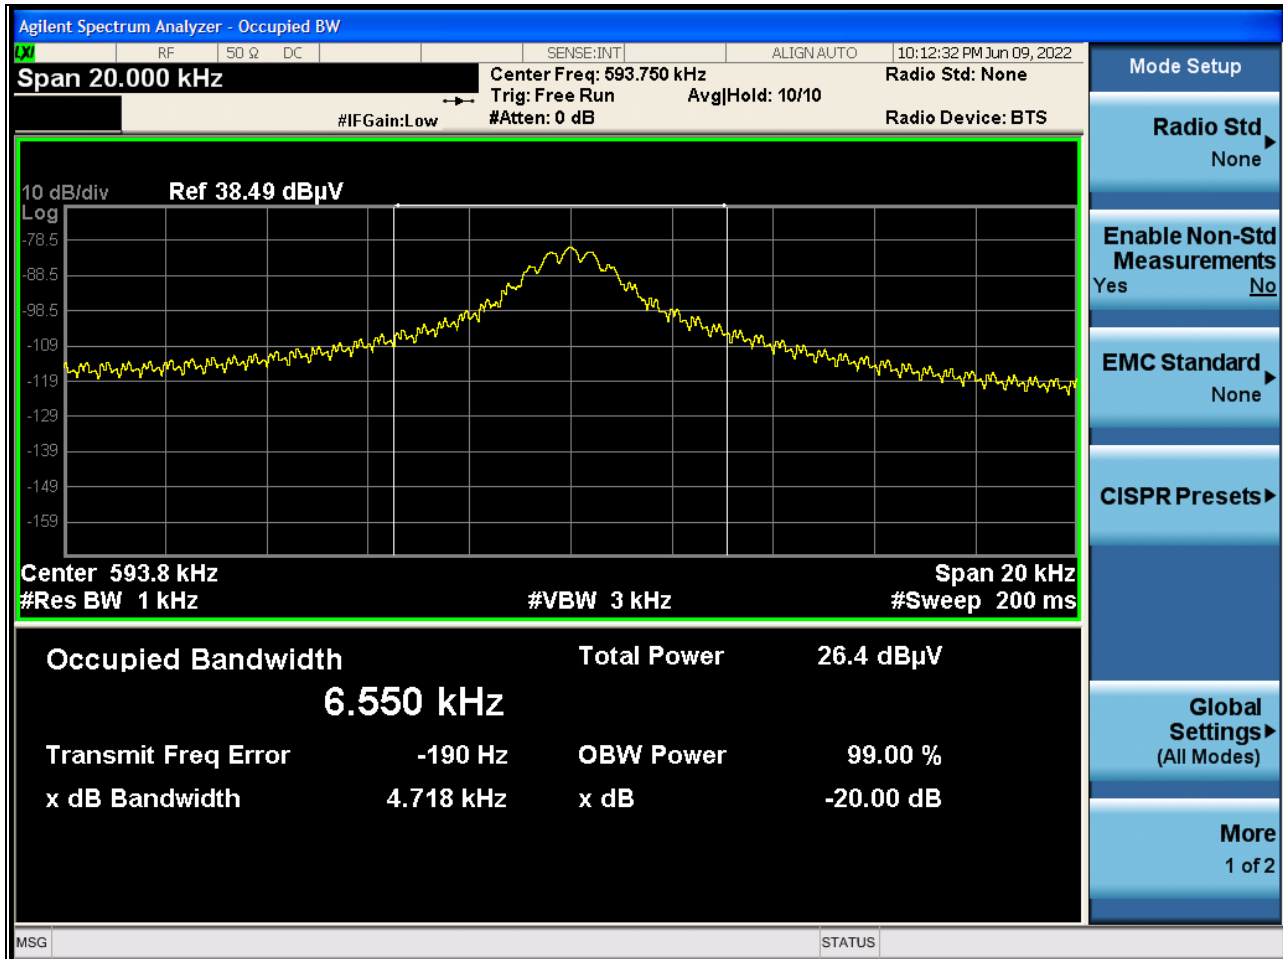 Agilent Spectrum Analyzer - Occupied BW
LXI RF 50 Ω DC SENSE:INT ALIGN AUTO 10:12:32 PM Jun 09, 2022
Span 20.000 kHz
Center Freq: 593.750 kHz Radio Std: None
Trig: Free Run Avg|Hold: 10/10
#IFGain:Low #Atten: 0 dB Radio Device: BTS
10 dB/div Ref 38.49 dBµV
Log
-78.5
-88.5
-98.5
-109
-119
-129
-139
-149
-159
Center 593.8 kHz Span 20 kHz
#Res BW 1 kHz #VBW 3 kHz #Sweep 200 ms
Occupied Bandwidth Total Power 26.4 dBµV
6.550 kHz
Transmit Freq Error -190 Hz OBW Power 99.00 %
x dB Bandwidth 4.718 kHz x dB -20.00 dB
MSG STATUS
Mode Setup
Radio Std
None
Enable Non-Std
Measurements
Yes No
EMC Standard
None
CISPR Presets
Global
Settings
(All Modes)
More
1 of 2